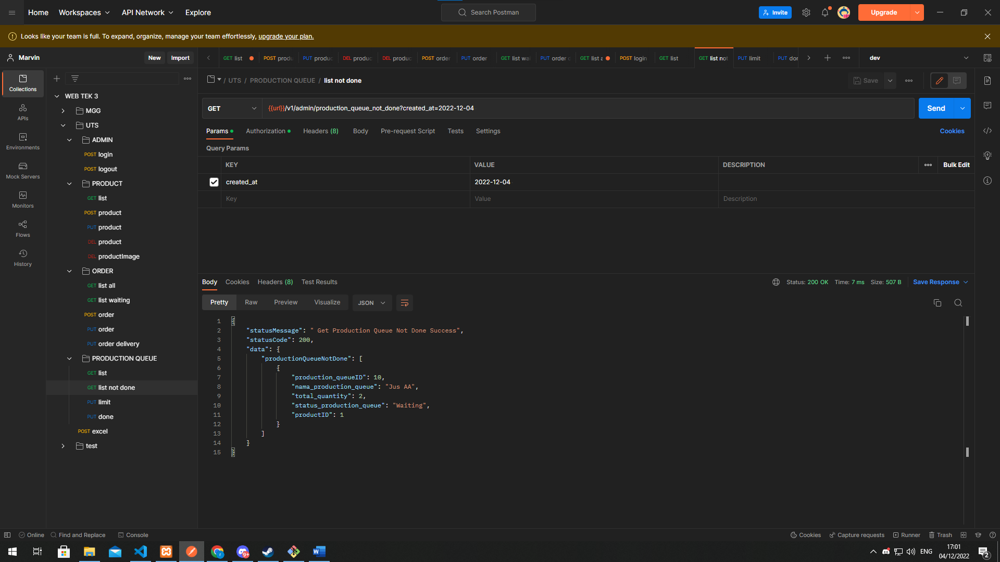 Home Workspaces API Network Explore Search Postman Invite Upgrade
Looks like your team is full. To expand, organize, manage your team effortlessly, upgrade your plan.
Marvin New Import
GET list POST produ PUT produc DEL produc DEL produc POST order PUT order GET list wai PUT order d GET list a POST login GET list GET list not PUT limit PUT don dev
Collections
APIs
Environments
Mock Servers
Monitors
Flows
History
WEB TEK 3
MGG
UTS
ADMIN
POST login
POST logout
PRODUCT
GET list
POST product
PUT product
DEL product
DEL productImage
ORDER
GET list all
GET list waiting
POST order
PUT order
PUT order delivery
PRODUCTION QUEUE
GET list
GET list not done
PUT limit
PUT done
POST excel
test
/ UTS / PRODUCTION QUEUE / list not done Save
GET {{url}}/v1/admin/production_queue_not_done?created_at=2022-12-04 Send
Params Authorization Headers (8) Body Pre-request Script Tests Settings Cookies
Query Params
KEY VALUE DESCRIPTION Bulk Edit
created_at 2022-12-04
Key Value Description
Body Cookies Headers (8) Test Results Status: 200 OK Time: 7 ms Size: 507 B Save Response
Pretty Raw Preview Visualize JSON
1 {
2 "statusMessage": " Get Production Queue Not Done Success",
3 "statusCode": 200,
4 "data": {
5 "productionQueueNotDone": [
6 {
7 "production_queueID": 10,
8 "nama_production_queue": "Jus AA",
9 "total_quantity": 2,
10 "status_production_queue": "Waiting",
11 "productID": 1
12 }
13 ]
14 }
15 }
Online Find and Replace Console Cookies Capture requests Runner Trash
9+ ENG 17:01
04/12/2022 2